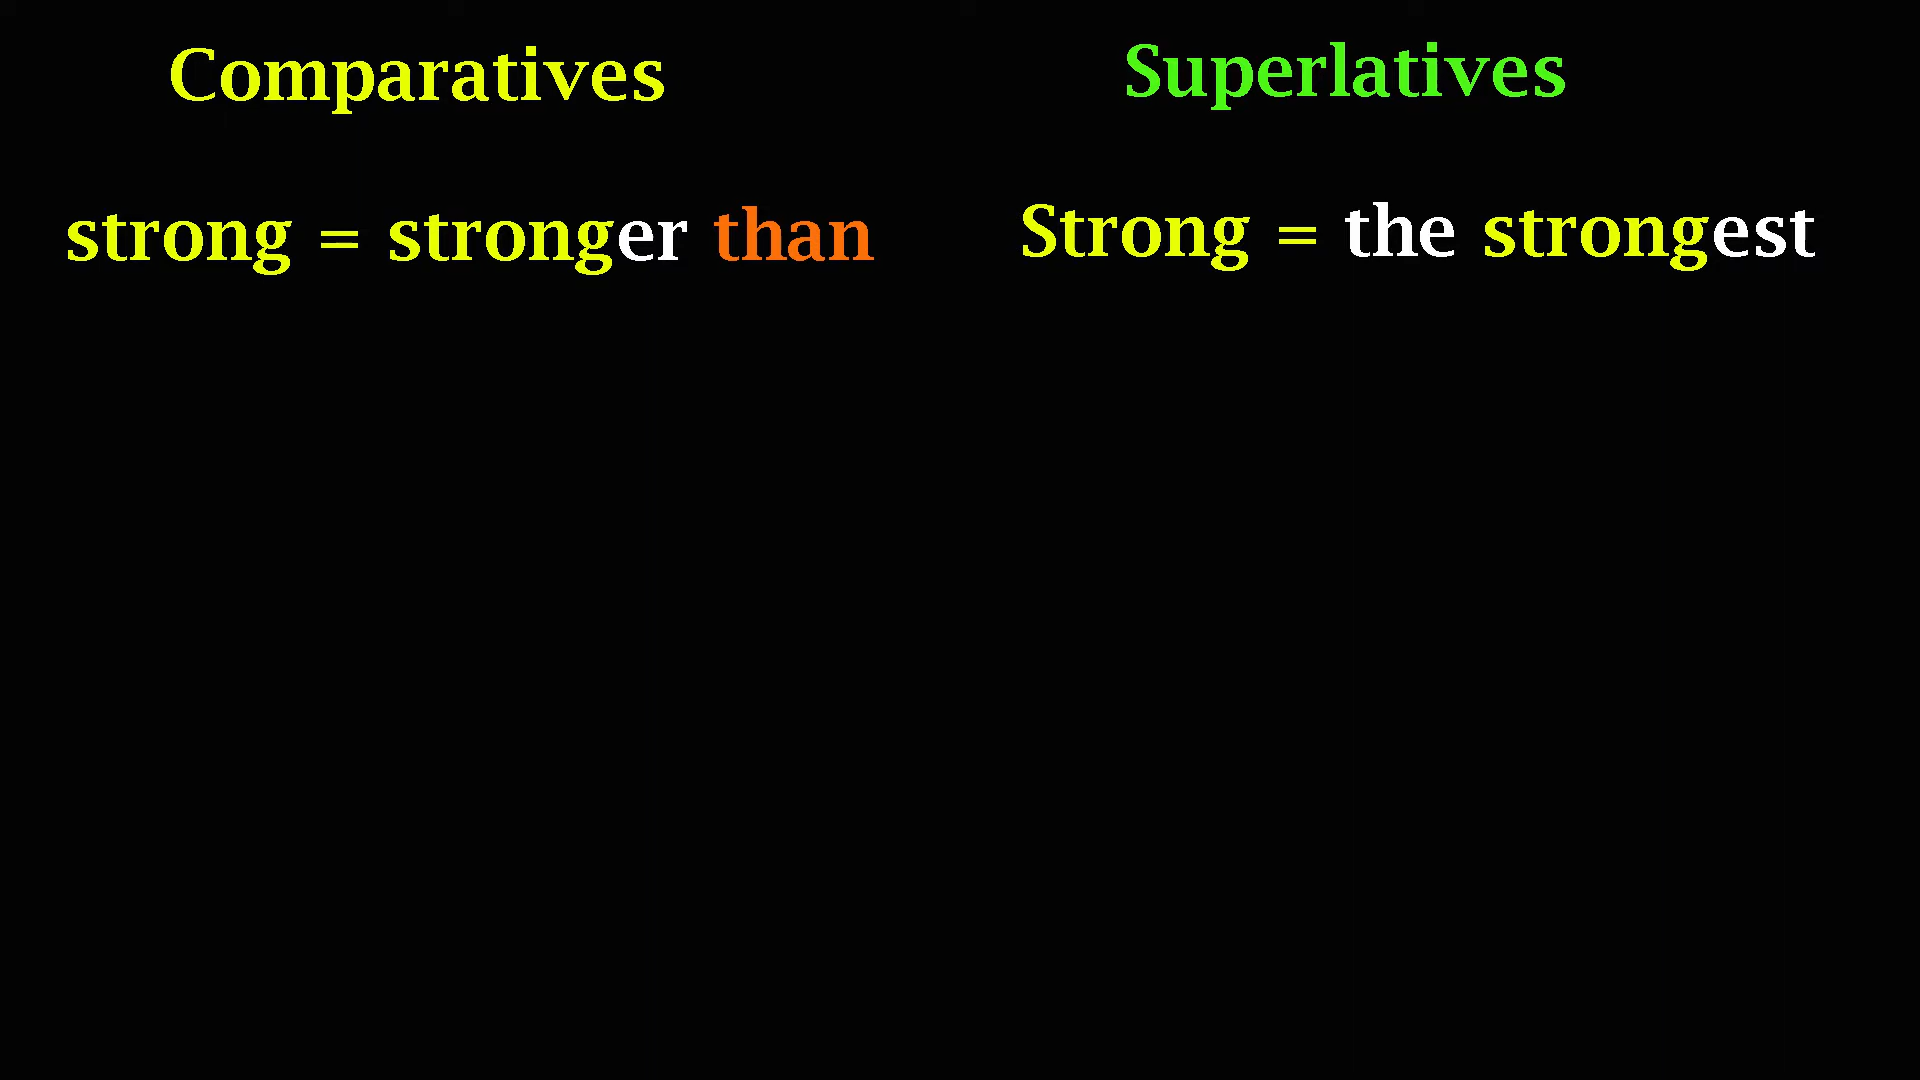 Comparatives
Superlatives
strong = stronger than
Strong = the strongest